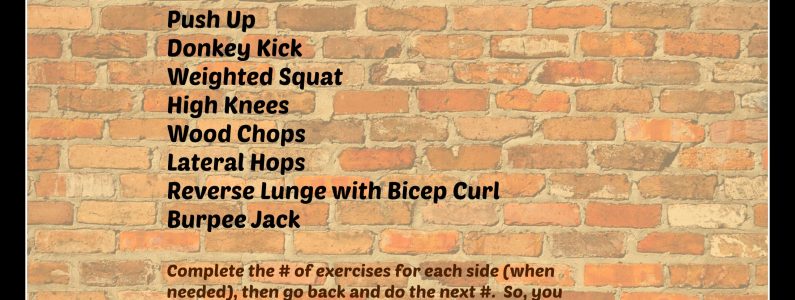 Push Up
Donkey Kick
Weighted Squat
High Knees
Wood Chops
Lateral Hops
Reverse Lunge with Bicep Curl
Burpee Jack
Complete the # of exercises for each side (when
needed), then go back and do the next #. So, you